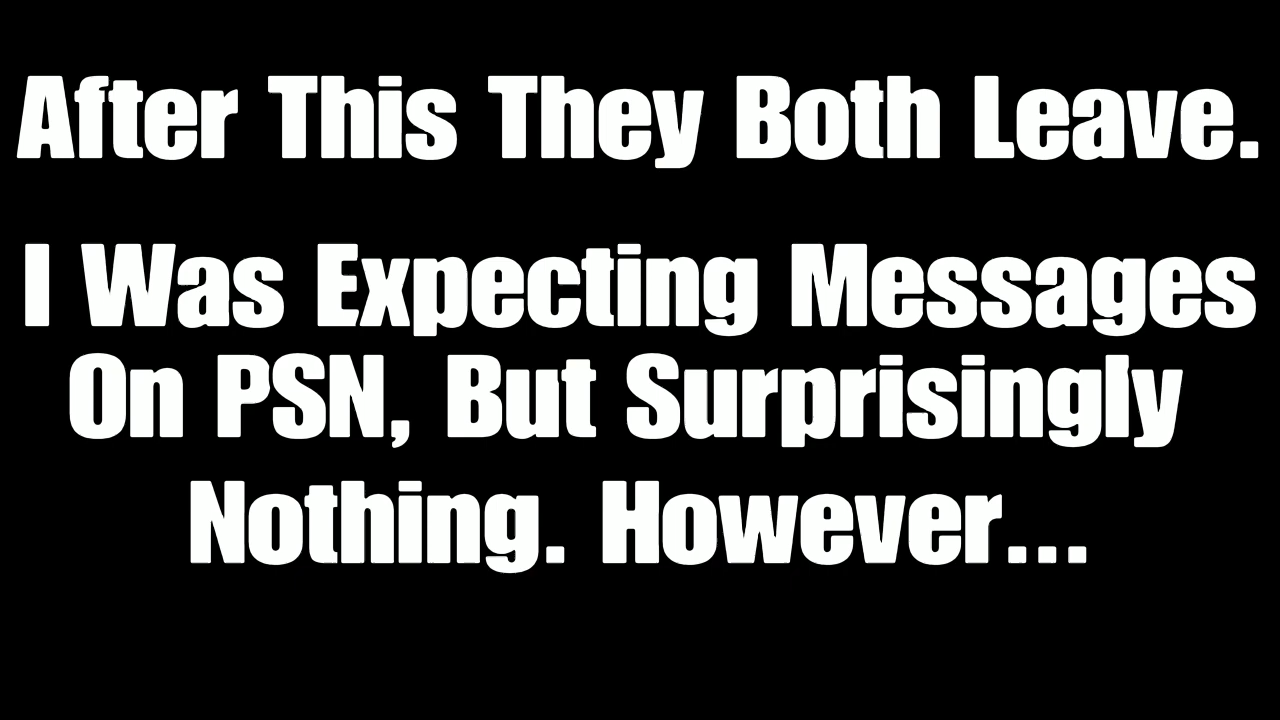 After This They Both Leave.
I Was Expecting Messages
On PSN, But Surprisingly
Nothing. However...